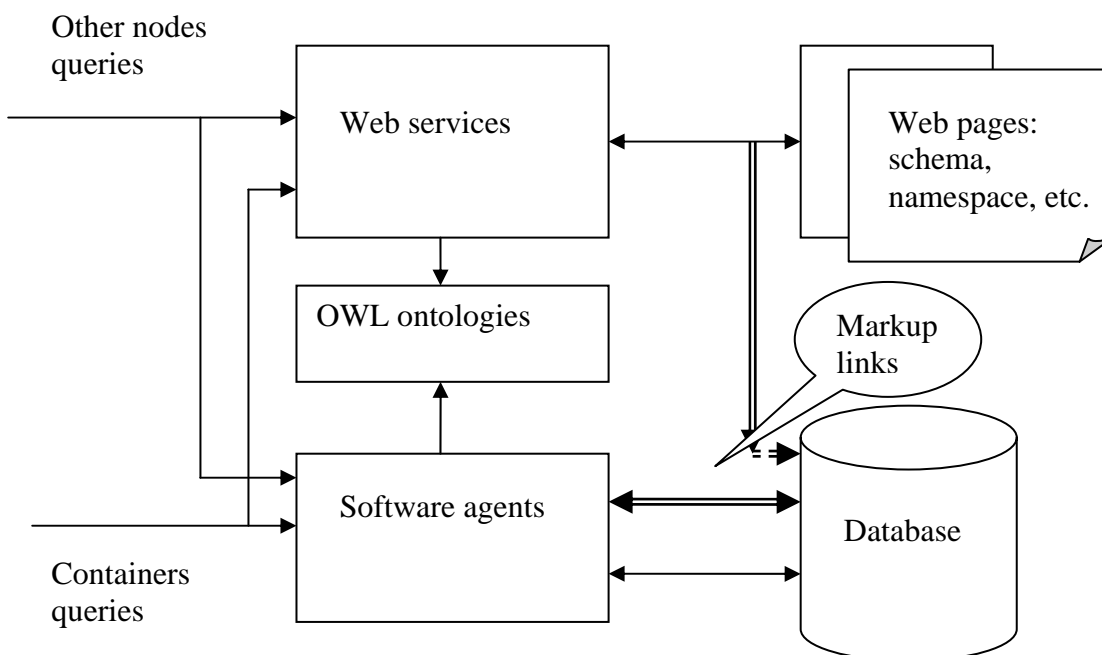 Other nodes
queries
Web services
Web pages:
schema,
namespace, etc.
OWL ontologies
Markup
links
Software agents
Database
Containers
queries